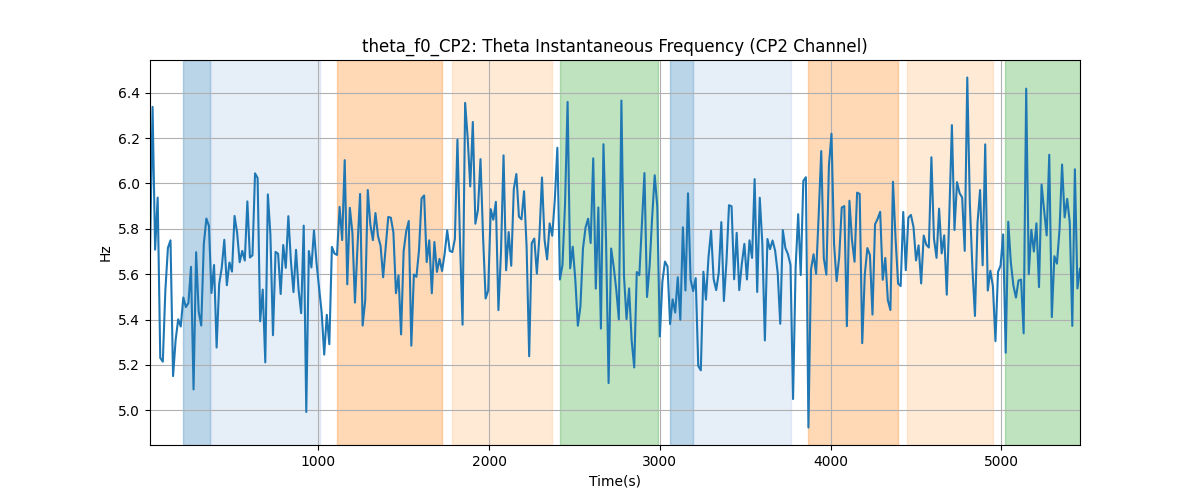 theta_f0_CP2: Theta Instantaneous Frequency (CP2 Channel)
Hz
6.4
6.2
6.0
5.8
5.6
5.4
5.2
5.0
1000 2000 3000 4000 5000
Time(s)